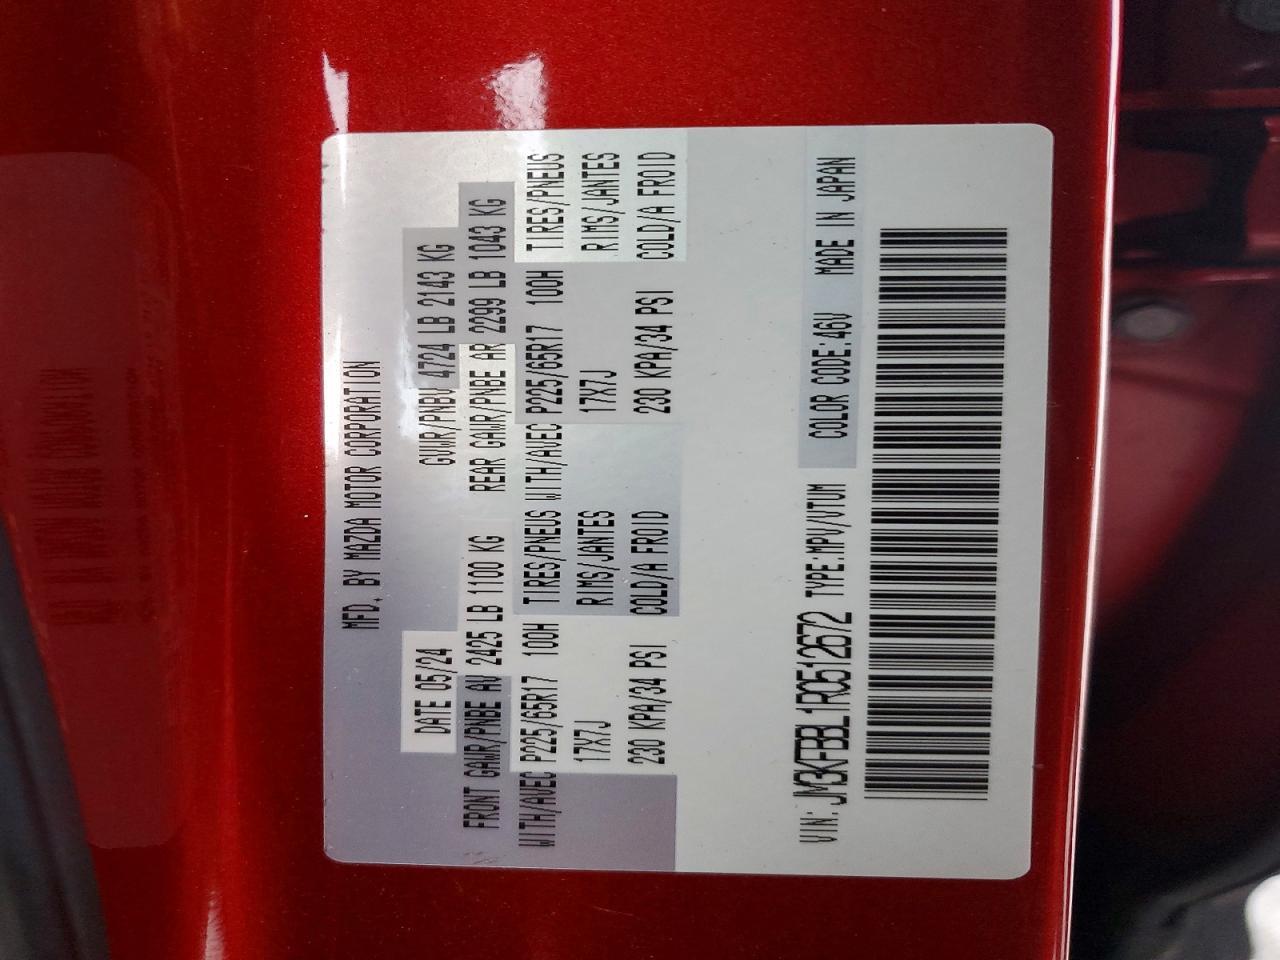 MFD. BY MAZDA MOTOR CORPORATION
DATE 05/24 GVWR/PNBV 4724 LB 2143 KG
FRONT GAWR/PNBE AV 2425 LB 1100 KG REAR GAWR/PNBE AR 2299 LB 1043 KG
WITH/AVEC P225/65R17 100H TIRES/PNEUS WITH/AVEC P225/65R17 100H TIRES/PNEUS
17X7J RIMS/JANTES 17X7J RIMS/JANTES
230 KPA/34 PSI COLD/A FROID 230 KPA/34 PSI COLD/A FROID
VIN: JM3KFBBL1R0512672 TYPE:MPV/VTUM COLOR CODE:46V MADE IN JAPAN